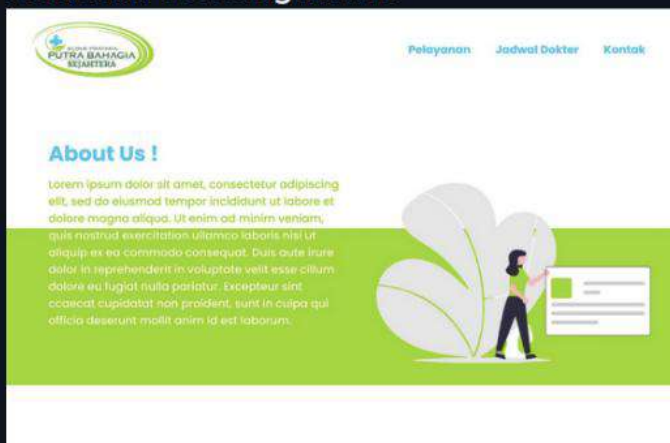 PUTRA BAHAGIA
SEJAHTERA
Pelayanan Jadwal Dokter Kontak
About Us !
Lorem ipsum dolor sit amet, consectetur adipiscing
elit, sed do eiusmod tempor incididunt ut labore et
dolore magna aliqua. Ut enim ad minim veniam,
quis nostrud exercitation ullamco laboris nisi ut
aliquip ex ea commodo consequat. Duis aute irure
dolor in reprehenderit in voluptate velit esse cillum
dolore eu fugiat nulla pariatur. Excepteur sint
ccaecat cupidatat non proident, sunt in culpa qui
officia deserunt mollit anim id est laborum.